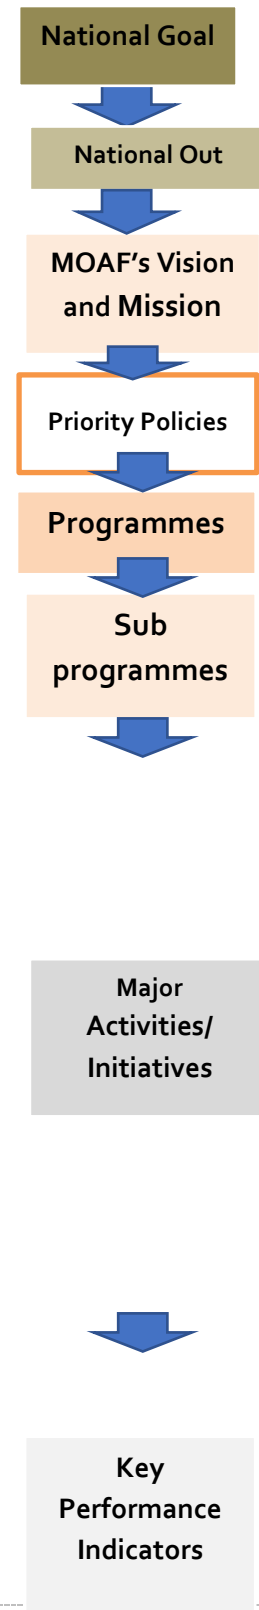 National Goal
National Out
MOAF’s Vision
and Mission
Priority Policies
Programmes
Sub
programmes
Major
Activities/
Initiatives
Key
Performance
Indicators